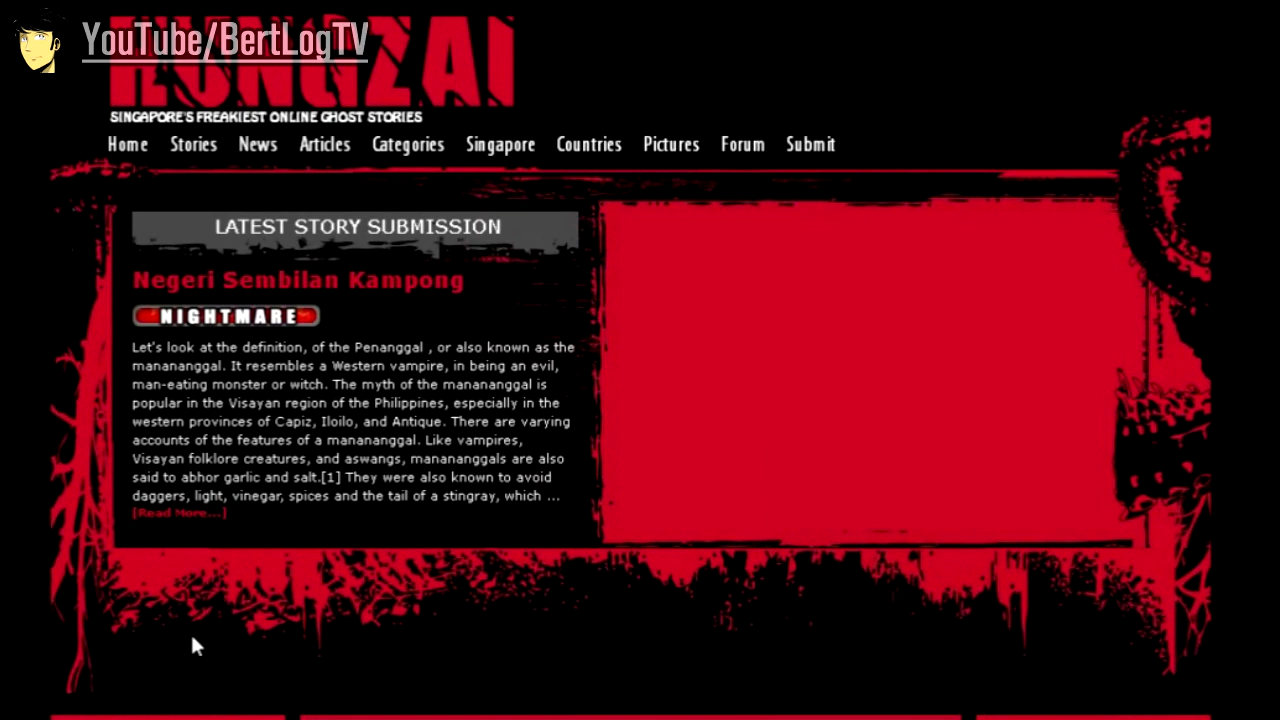 YouTube/BertLogTV
HUNGZAI
SINGAPORE'S FREAKIEST ONLINE GHOST STORIES
Home Stories News Articles Categories Singapore Countries Pictures Forum Submit
LATEST STORY SUBMISSION
Negeri Sembilan Kampong
NIGHTMARE
Let's look at the definition, of the Penanggal , or also known as the
manananggal. It resembles a Western vampire, in being an evil,
man-eating monster or witch. The myth of the manananggal is
popular in the Visayan region of the Philippines, especially in the
western provinces of Capiz, Iloilo, and Antique. There are varying
accounts of the features of a manananggal. Like vampires,
Visayan folklore creatures, and aswangs, manananggals are also
said to abhor garlic and salt.[1] They were also known to avoid
daggers, light, vinegar, spices and the tail of a stingray, which ...
[Read More...]